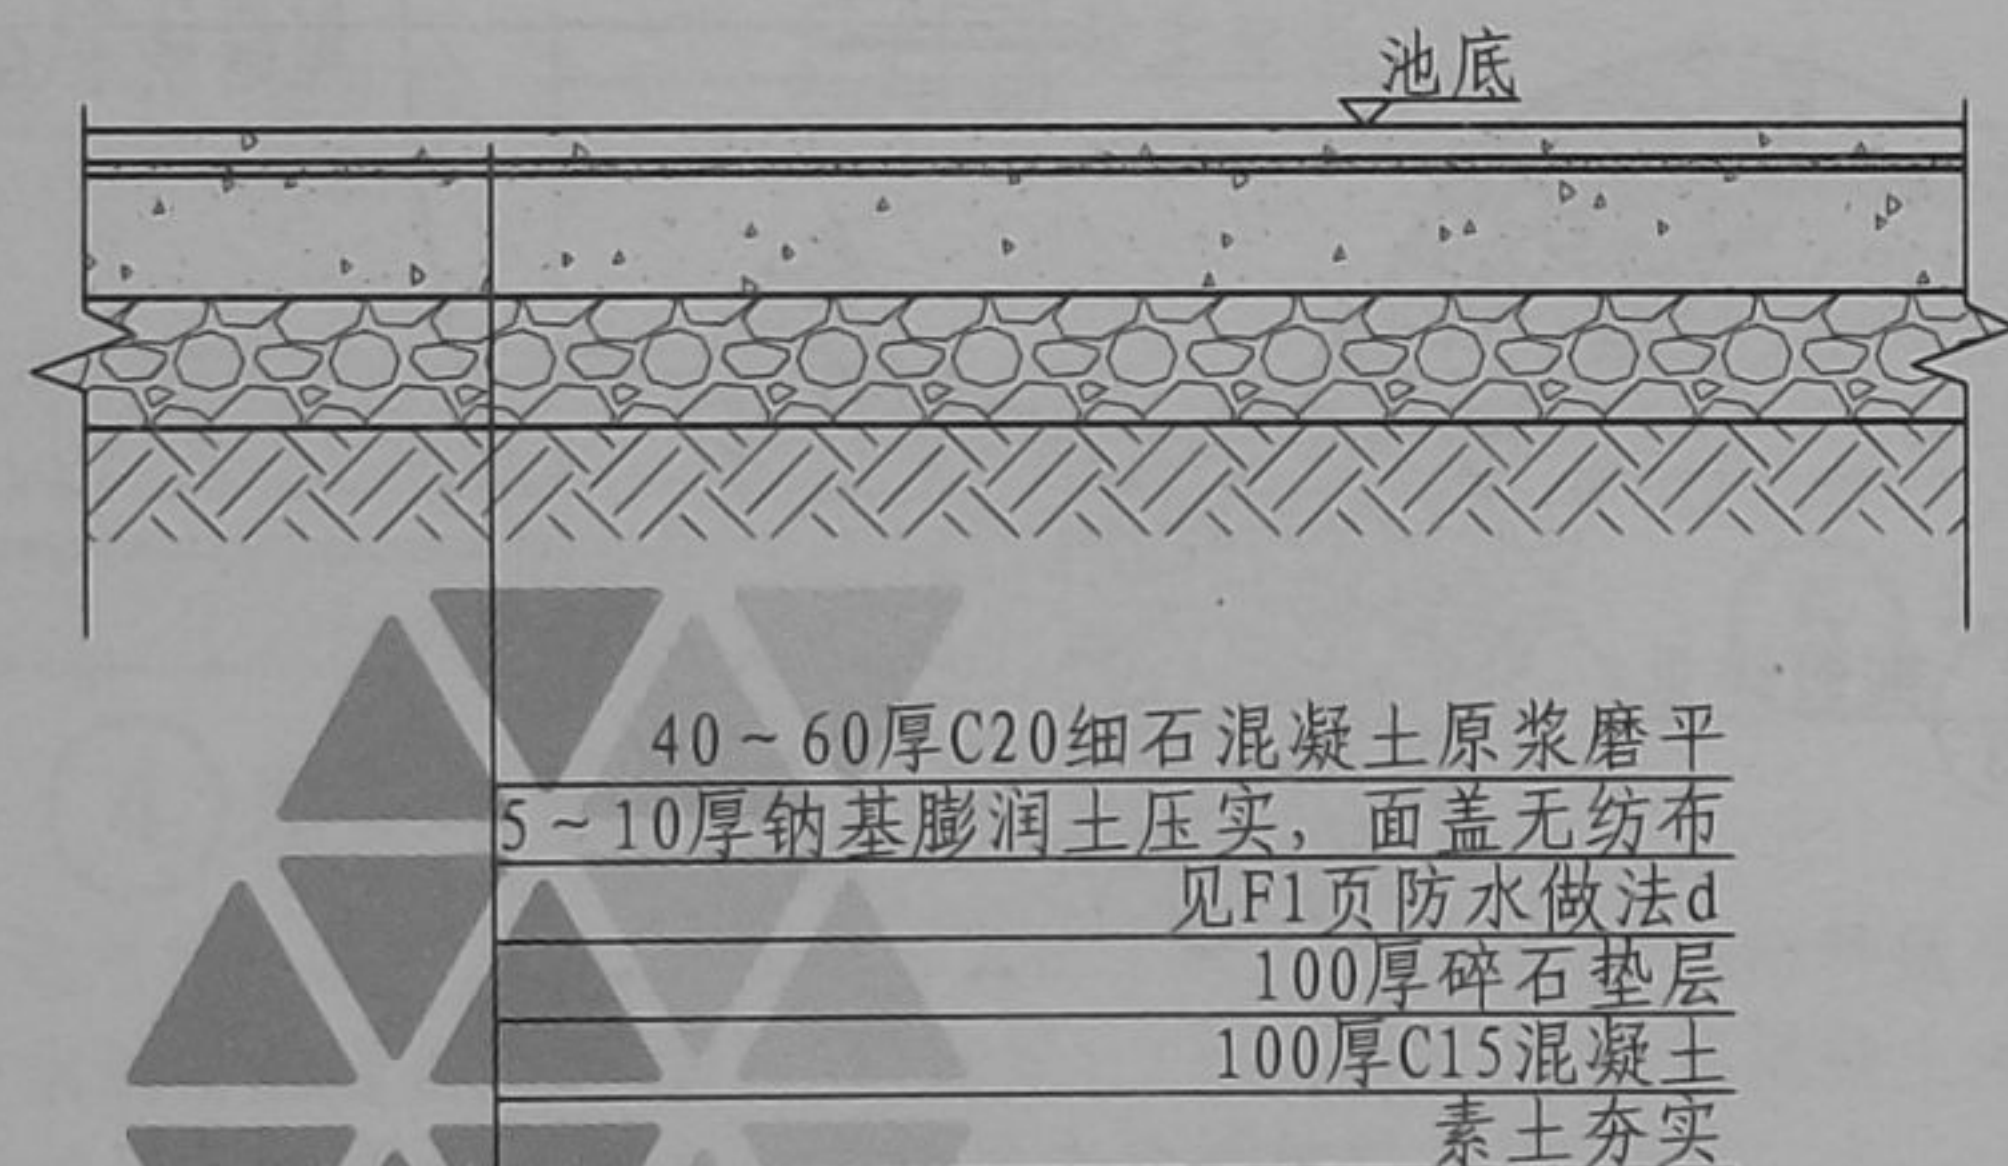 池底
40～60厚C20细石混凝土原浆磨平
5～10厚钠基膨润土压实，面盖无纺布
见F1页防水做法d
100厚碎石垫层
100厚C15混凝土
素土夯实